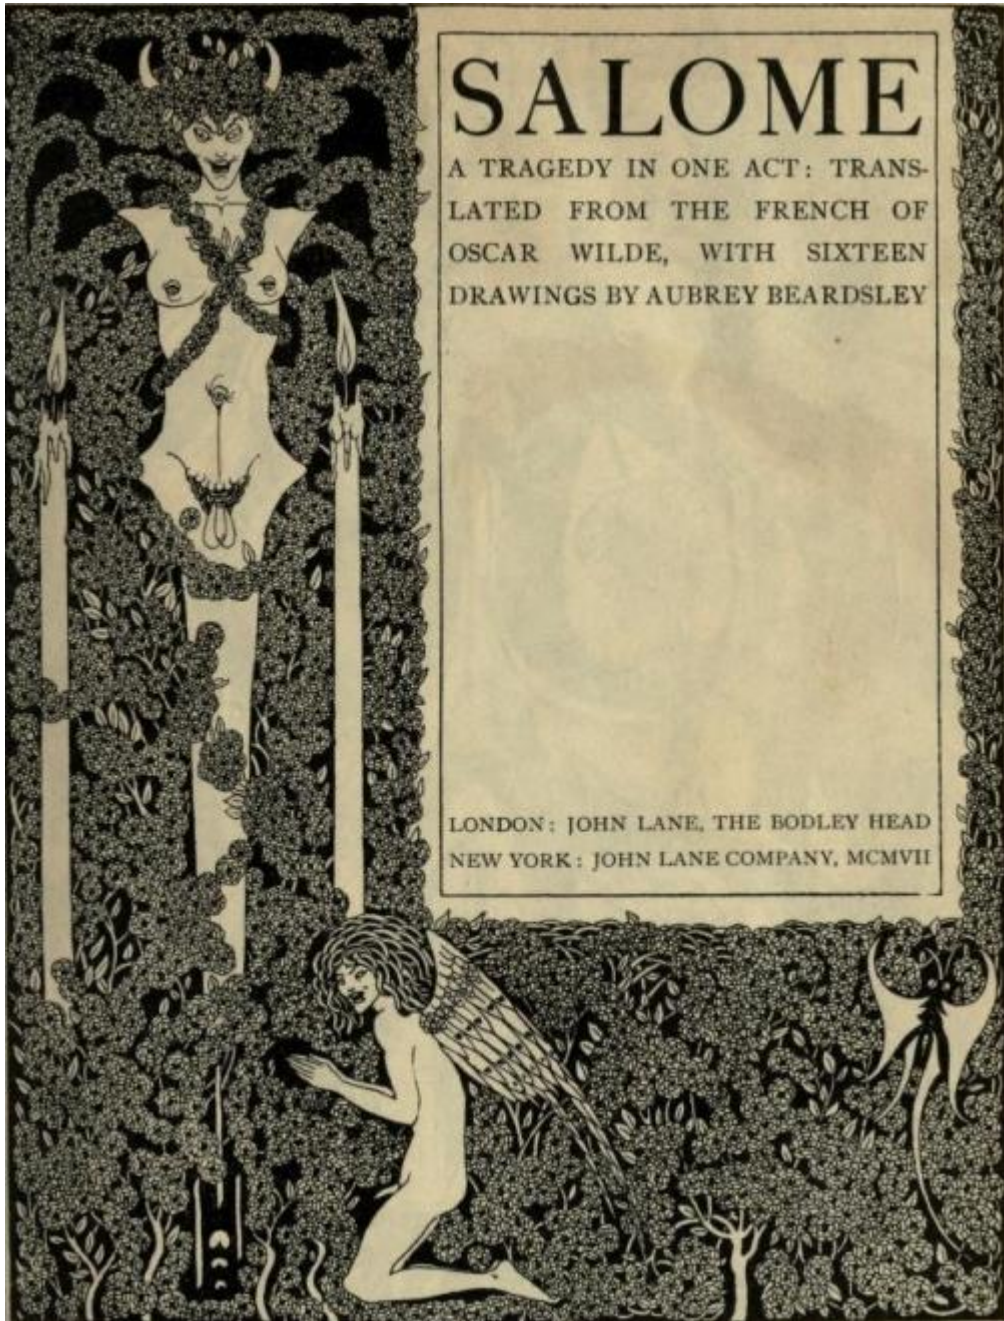 SALOME
A TRAGEDY IN ONE ACT: TRANS-
LATED FROM THE FRENCH OF
OSCAR WILDE, WITH SIXTEEN
DRAWINGS BY AUBREY BEARDSLEY
LONDON: JOHN LANE, THE BODLEY HEAD
NEW YORK: JOHN LANE COMPANY, MCMVII